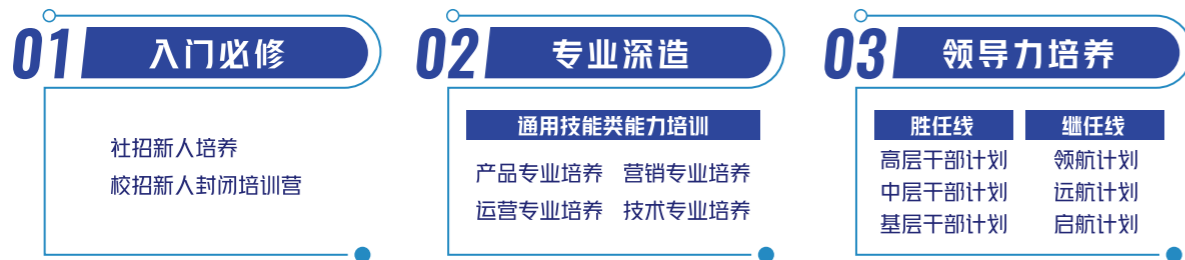 01 入门必修
社招新人培养
校招新人封闭培训营
02 专业深造
通用技能类能力培训
产品专业培养 营销专业培养
运营专业培养 技术专业培养
03 领导力培养
胜任线 继任线
高层干部计划 领航计划
中层干部计划 远航计划
基层干部计划 启航计划